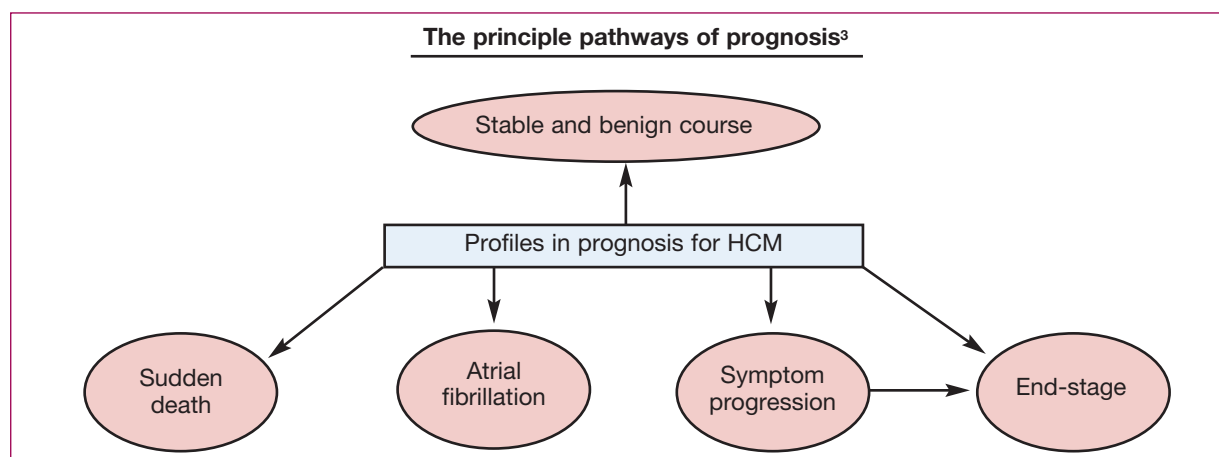 The principle pathways of prognosis³
Stable and benign course
Profiles in prognosis for HCM
Sudden
death
Atrial
fibrillation
Symptom
progression
End-stage